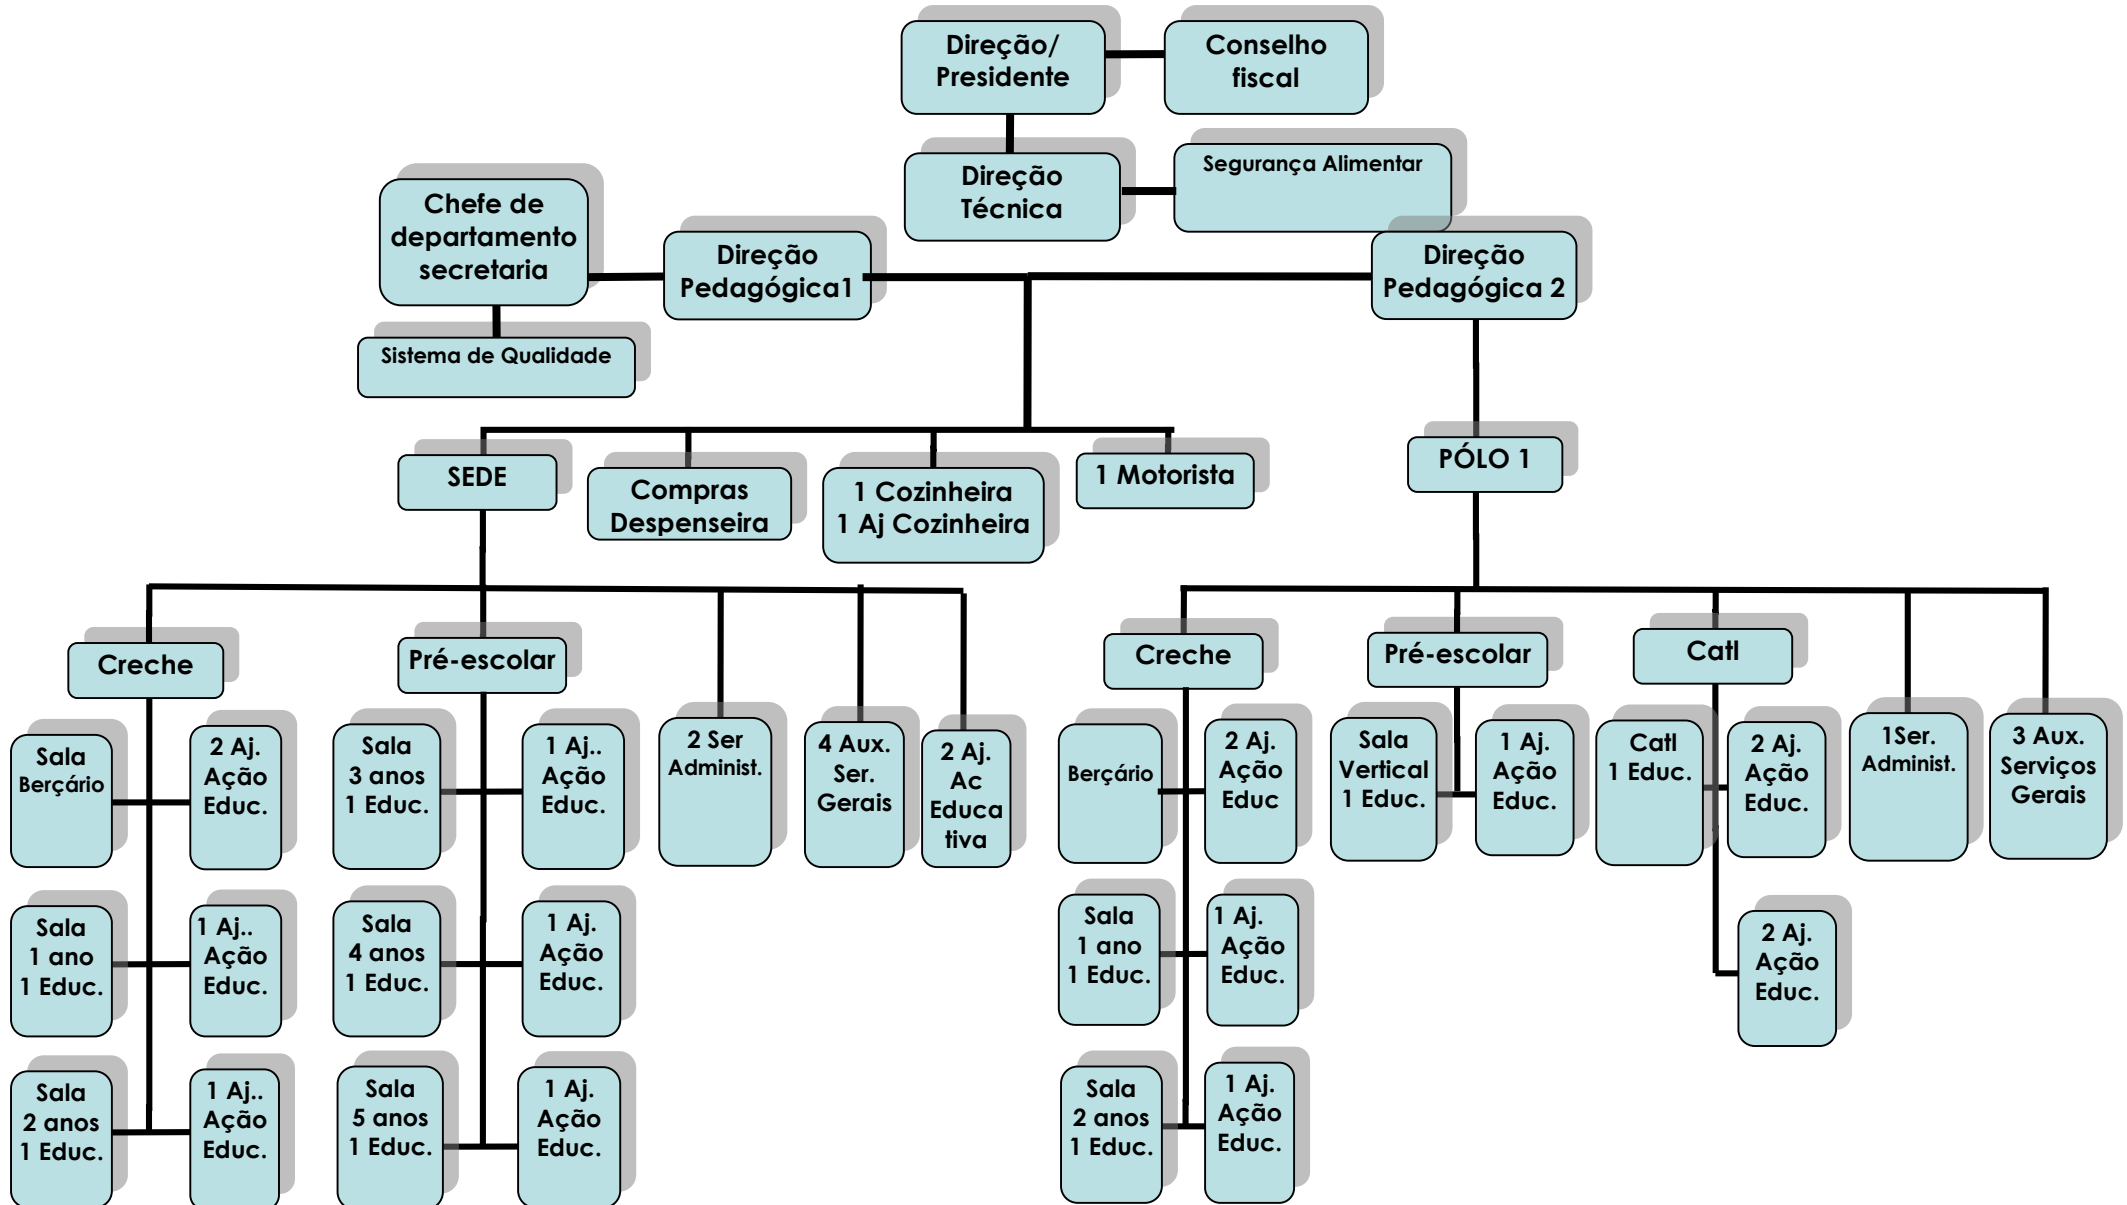 Direção/
Presidente
Conselho
fiscal
Direção
Técnica
Segurança Alimentar
Chefe de
departamento
secretaria
Direção
Pedagógica1
Direção
Pedagógica 2
Sistema de Qualidade
SEDE
Compras
Despenseira
1 Cozinheira
1 Aj Cozinheira
1 Motorista
PÓLO 1
Creche
Pré-escolar
Creche
Pré-escolar
Catl
Sala
Berçário
2 Aj.
Ação
Educ.
Sala
3 anos
1 Educ.
1 Aj..
Ação
Educ.
2 Ser
Administ.
4 Aux.
Ser.
Gerais
2 Aj.
Ac
Educa
tiva
Berçário
2 Aj.
Ação
Educ
Sala
Vertical
1 Educ.
1 Aj.
Ação
Educ.
Catl
1 Educ.
2 Aj.
Ação
Educ.
1Ser.
Administ.
3 Aux.
Serviços
Gerais
Sala
1 ano
1 Educ.
1 Aj..
Ação
Educ.
Sala
4 anos
1 Educ.
1 Aj.
Ação
Educ.
Sala
1 ano
1 Educ.
1 Aj.
Ação
Educ.
2 Aj.
Ação
Educ.
Sala
2 anos
1 Educ.
1 Aj..
Ação
Educ.
Sala
5 anos
1 Educ.
1 Aj.
Ação
Educ.
Sala
2 anos
1 Educ.
1 Aj.
Ação
Educ.